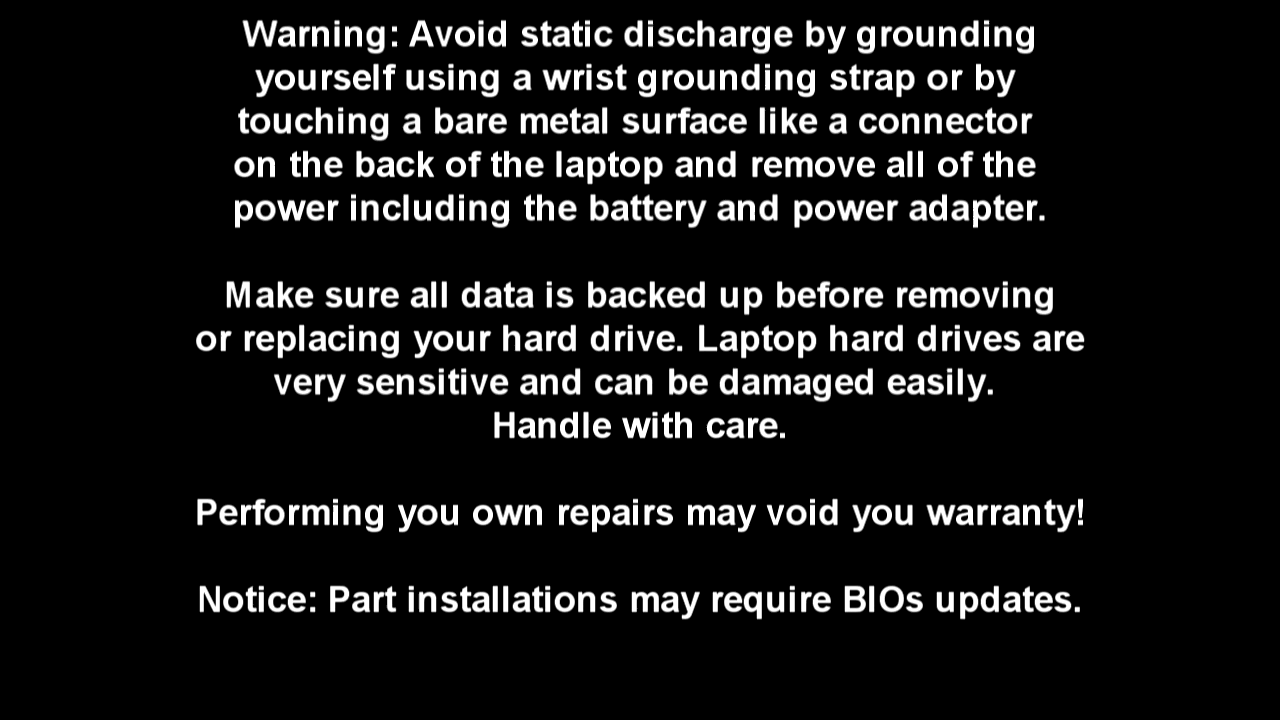 Warning: Avoid static discharge by grounding
yourself using a wrist grounding strap or by
touching a bare metal surface like a connector
on the back of the laptop and remove all of the
power including the battery and power adapter.
Make sure all data is backed up before removing
or replacing your hard drive. Laptop hard drives are
very sensitive and can be damaged easily.
Handle with care.
Performing you own repairs may void you warranty!
Notice: Part installations may require BIOs updates.